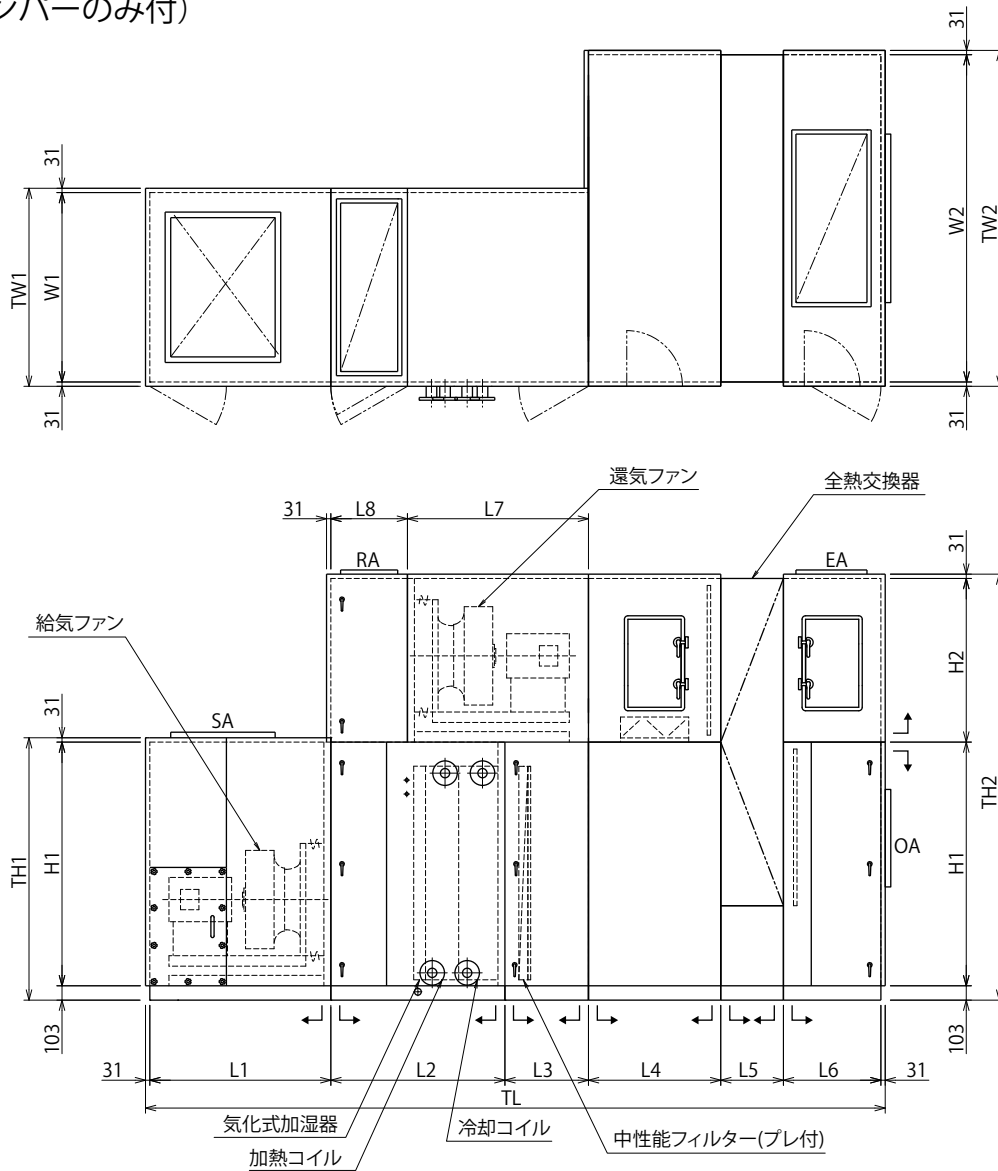 ンパーのみ付)
31
31
TW1
W1
31
W2
TW2
31
31
L8
L7
還気ファン
全熱交換器
31
RA
EA
給気ファン
H2
31
SA
TH1
H1
OA
H1
TH2
103
103
31
L1
L2
L3
L4
L5
L6
31
TL
気化式加湿器
冷却コイル
中性能フィルター(プレ付)
加熱コイル